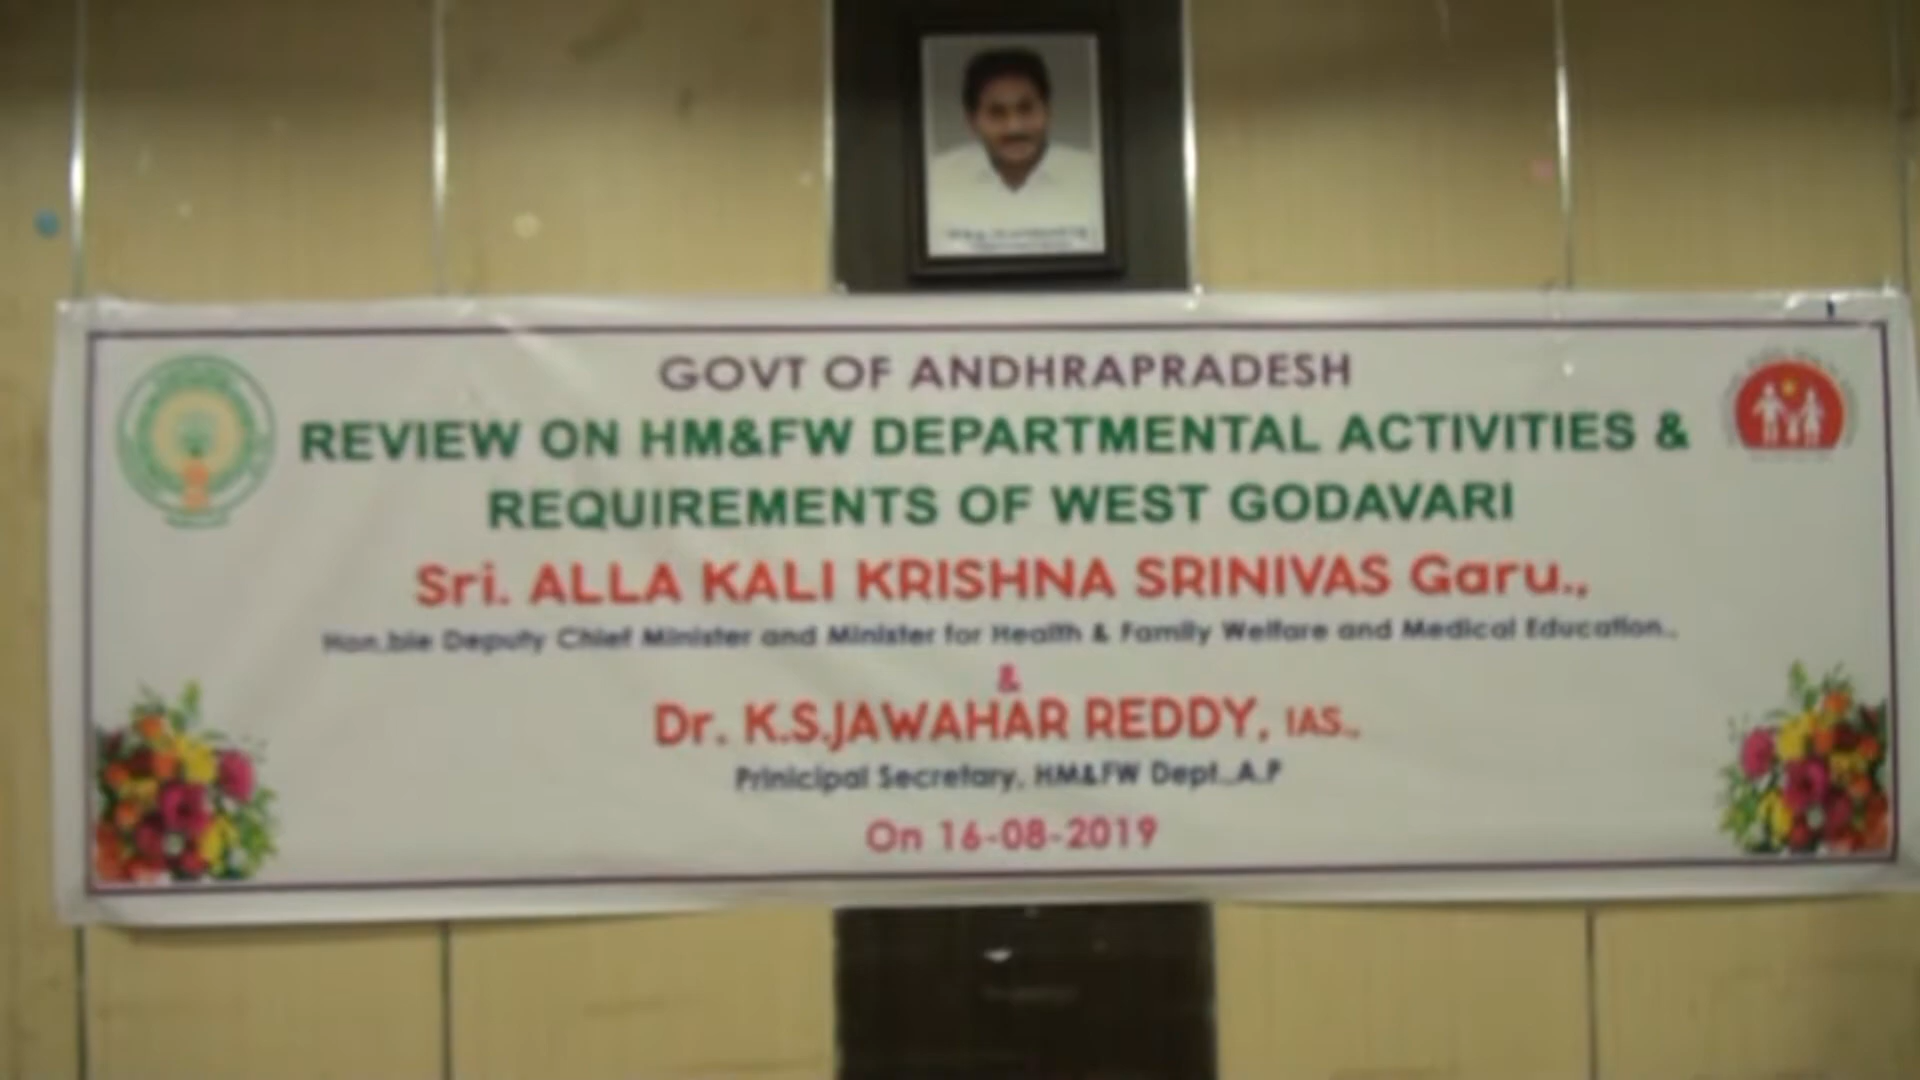 GOVT OF ANDHRAPRADESH
REVIEW ON HM&FW DEPARTMENTAL ACTIVITIES &
REQUIREMENTS OF WEST GODAVARI
Sri. ALLA KALI KRISHNA SRINIVAS Garu.,
Hon.ble Deputy Chief Minister and Minister for Health & Family Welfare and Medical Education.,
&
Dr. K.S.JAWAHAR REDDY, IAS.,
Prinicipal Secretary, HM&FW Dept.,A.P
On 16-08-2019